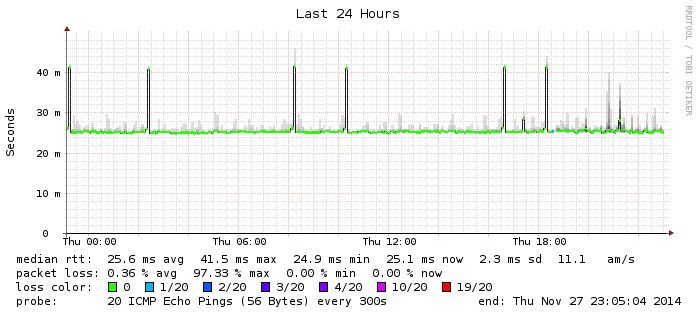 Last 24 Hours
RRDTOOL / TOBI OETIKER
Seconds
40 m
30 m
20 m
10 m
0
Thu 00:00 Thu 06:00 Thu 12:00 Thu 18:00
median rtt: 25.6 ms avg 41.5 ms max 24.9 ms min 25.1 ms now 2.3 ms sd 11.1 am/s
packet loss: 0.36 % avg 97.33 % max 0.00 % min 0.00 % now
loss color: 0 1/20 2/20 3/20 4/20 10/20 19/20
probe: 20 ICMP Echo Pings (56 Bytes) every 300s end: Thu Nov 27 23:05:04 2014